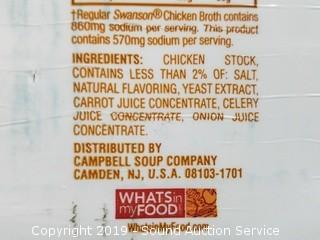 †Regular Swanson® Chicken Broth contains
860mg sodium per serving. This product
contains 570mg sodium per serving.
INGREDIENTS: CHICKEN STOCK,
CONTAINS LESS THAN 2% OF: SALT,
NATURAL FLAVORING, YEAST EXTRACT,
CARROT JUICE CONCENTRATE, CELERY
JUICE CONCENTRATE, ONION JUICE
CONCENTRATE.
DISTRIBUTED BY
CAMPBELL SOUP COMPANY
CAMDEN, NJ, U.S.A. 08103-1701
WHATS in
my FOOD!
Copyright 2019 - Sound Auction Service